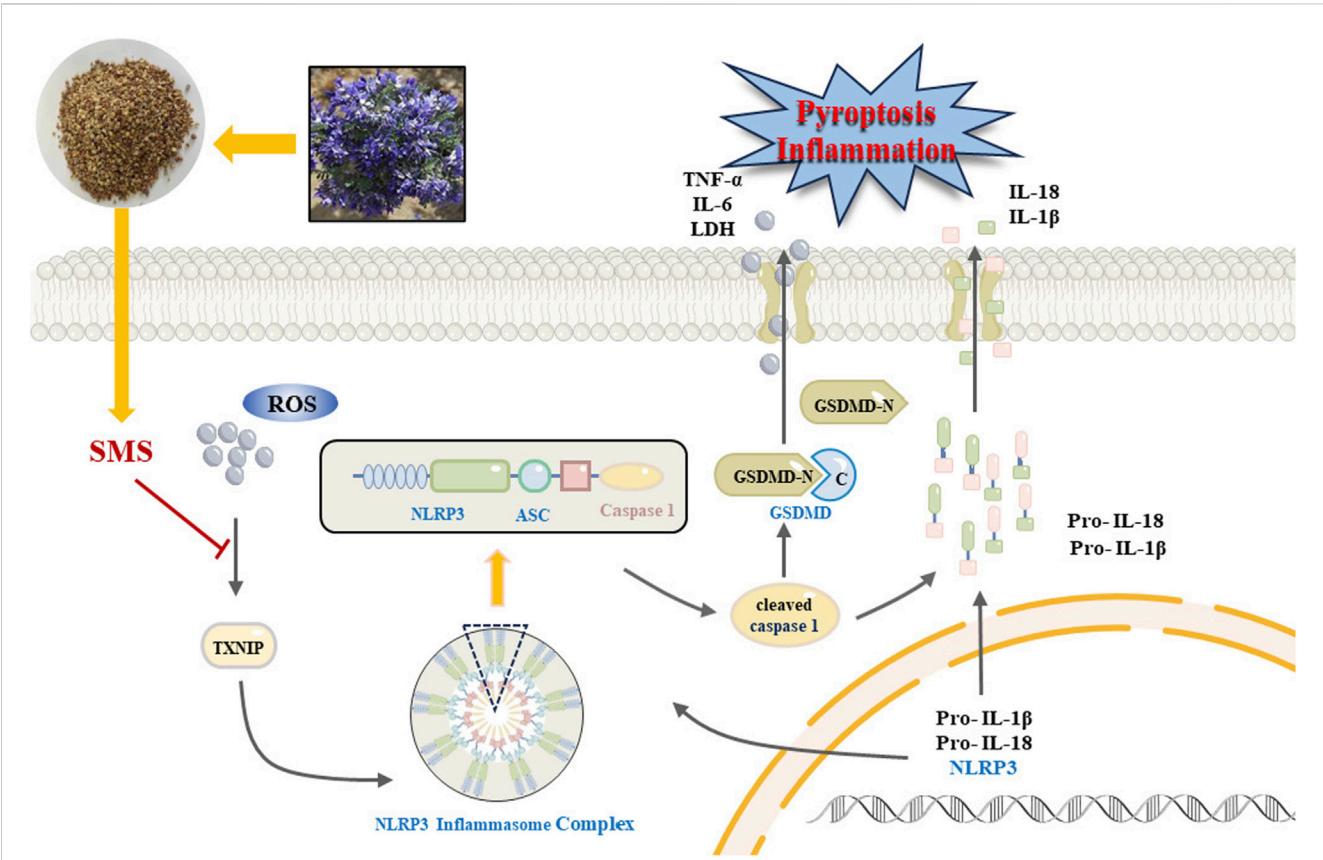 Pyroptosis
Inflammation
TNF-α
IL-6
LDH
IL-18
IL-1β
ROS
SMS
GSDMD-N
GSDMD-N
C
GSDMD
NLRP3
ASC
Caspase 1
Pro- IL-18
Pro- IL-1β
cleaved
caspase 1
TXNIP
Pro- IL-1β
Pro- IL-18
NLRP3
NLRP3 Inflammasome Complex